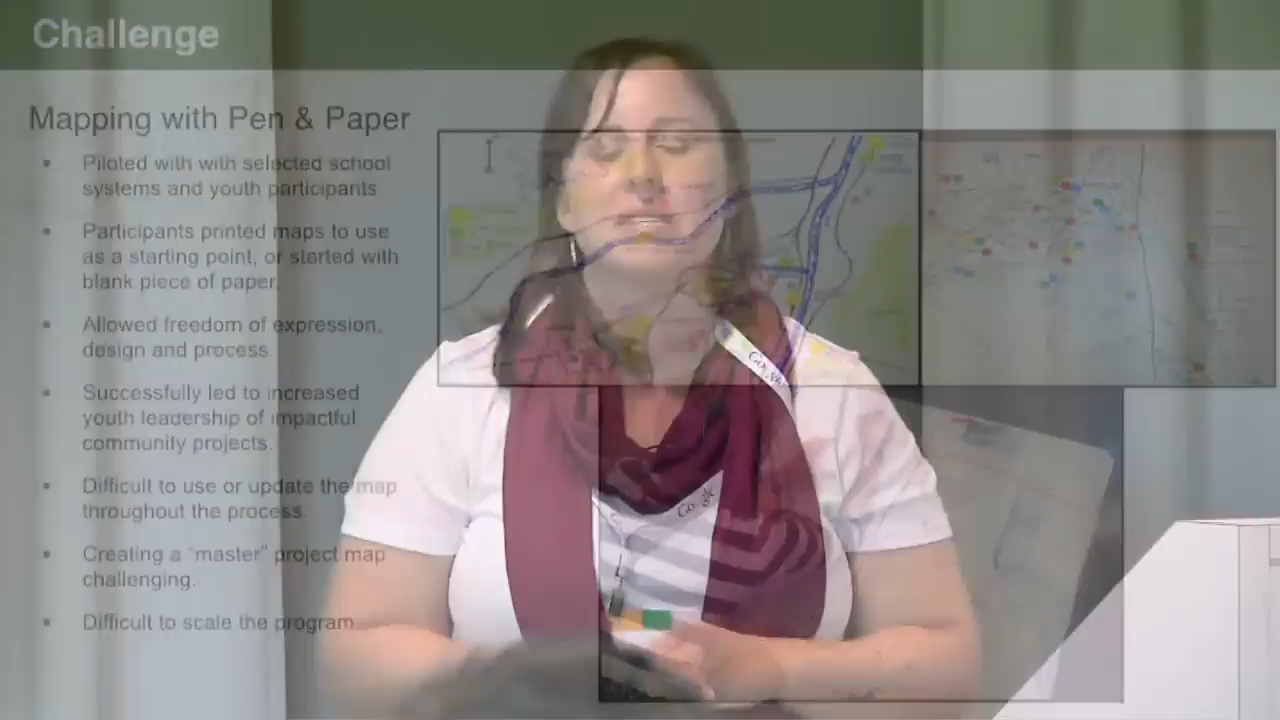 Challenge
Mapping with Pen & Paper
Piloted with with selected school
systems and youth participants
Participants printed maps to use
as a starting point, or started with
blank piece of paper.
Allowed freedom of expression,
design and process.
Successfully led to increased
youth leadership of impactful
community projects.
Difficult to use or update the map
throughout the process.
Creating a "master" project map
challenging.
Difficult to scale the program.
Google
Google